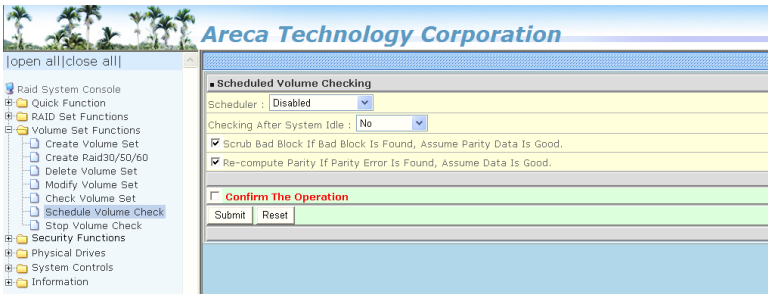 Areca Technology Corporation
|open all|close all|
Raid System Console
Quick Function
RAID Set Functions
Volume Set Functions
Create Volume Set
Create Raid30/50/60
Delete Volume Set
Modify Volume Set
Check Volume Set
Schedule Volume Check
Stop Volume Check
Security Functions
Physical Drives
System Controls
Information
Scheduled Volume Checking
Scheduler : Disabled
Checking After System Idle : No
Scrub Bad Block If Bad Block Is Found, Assume Parity Data Is Good.
Re-compute Parity If Parity Error Is Found, Assume Data Is Good.
Confirm The Operation
Submit Reset